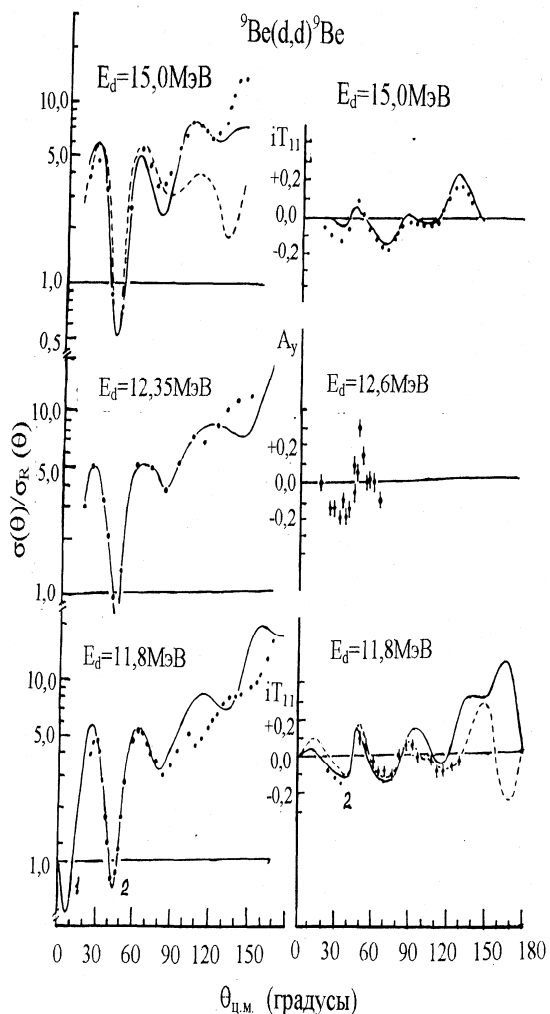 ⁹Be(d,d)⁹Be
E_d=15,0МэВ
10,0
5,0
1,0
0,5
E_d=15,0МэВ
iT₁₁
+0,2
0,0
-0,2
E_d=12,35МэВ
10,0
5,0
1,0
A_y
E_d=12,6МэВ
+0,2
0,0
-0,2
σ(θ)/σ_R (θ)
E_d=11,8МэВ
10,0
5,0
1,0
1
2
0 30 60 90 120 150
E_d=11,8МэВ
iT₁₁
+0,2
0,0
-0,2
2
0 30 60 90 120 150 180
θ_ц.м. (градусы)